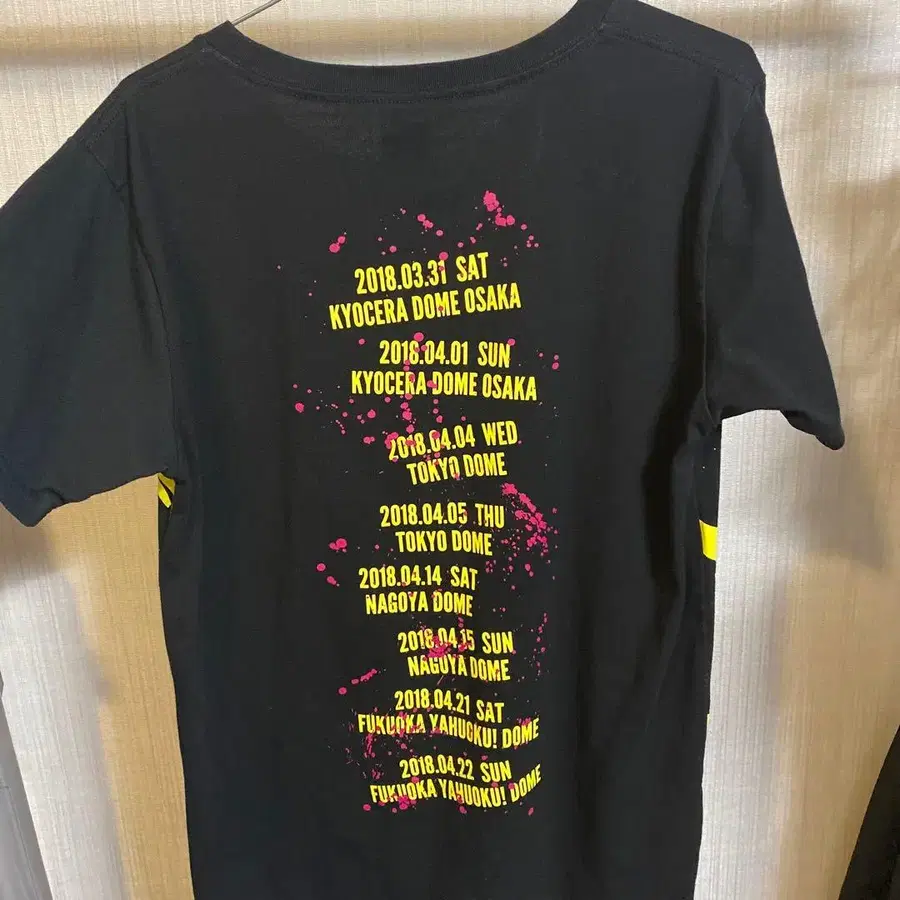 2018.03.31 SAT
KYOCERA DOME OSAKA
2018.04.01 SUN
KYOCERA DOME OSAKA
2018.04.04 WED
TOKYO DOME
2018.04.05 THU
TOKYO DOME
2018.04.14 SAT
NAGOYA DOME
2018.04.15 SUN
NAGOYA DOME
2018.04.21 SAT
FUKUOKA YAHUOKU! DOME
2018.04.22 SUN
FUKUOKA YAHUOKU! DOME